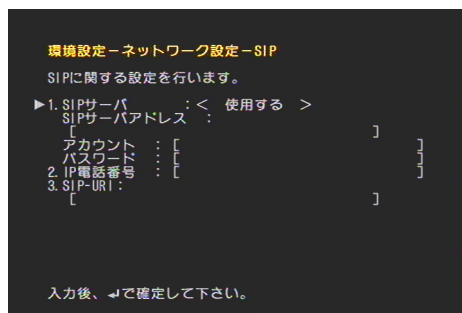 環境設定－ネットワーク設定－SIP
SIPに関する設定を行います。
▶1.SIPサーバ :< 使用する >
SIPサーバアドレス :
[ ]
アカウント :[ ]
パスワード :[ ]
2.IP電話番号 :[ ]
3.SIP-URI:
[ ]
入力後、↵で確定して下さい。